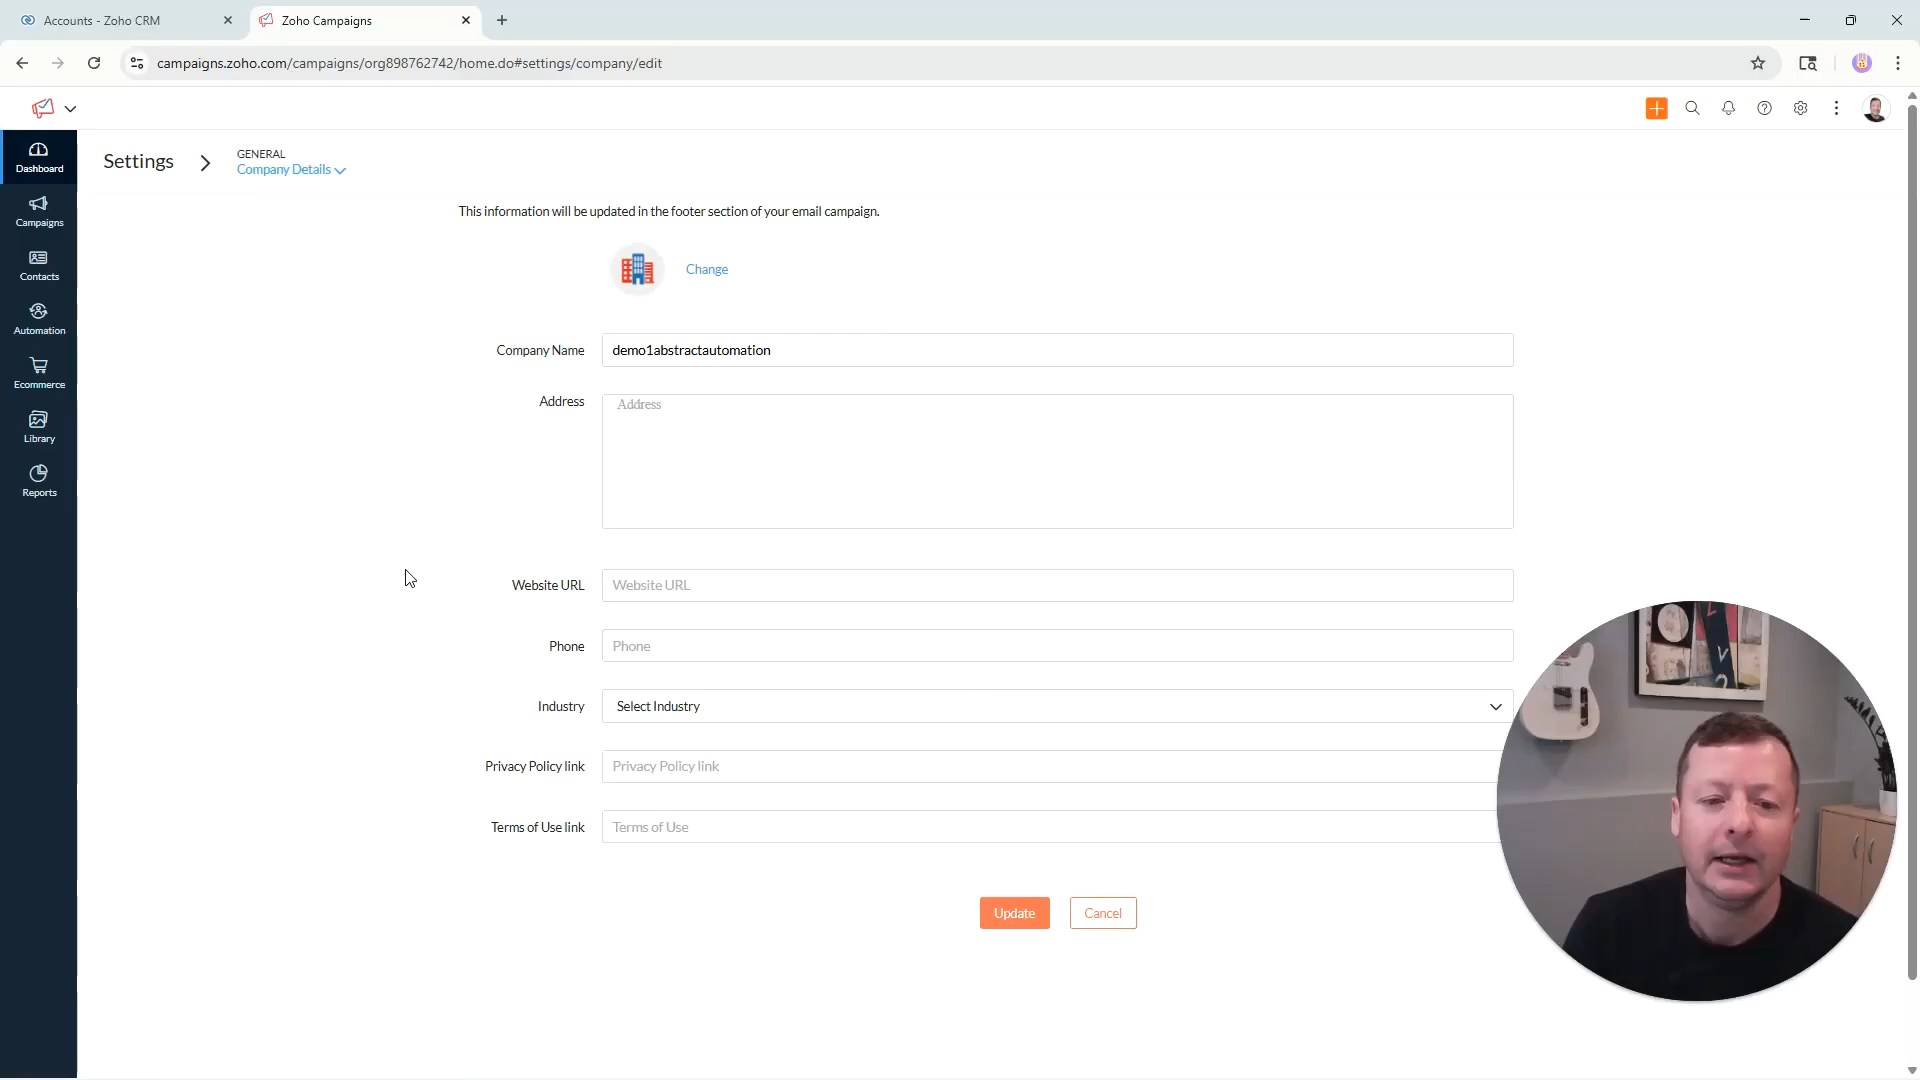 Accounts - Zoho CRM
Zoho Campaigns
campaigns.zoho.com/campaigns/org898762742/home.do#settings/company/edit
Dashboard
Campaigns
Contacts
Automation
Ecommerce
Library
Reports
Settings
GENERAL
Company Details
This information will be updated in the footer section of your email campaign.
Change
Company Name
demo1abstractautomation
Address
Address
Website URL
Website URL
Phone
Phone
Industry
Select Industry
Privacy Policy link
Privacy Policy link
Terms of Use link
Terms of Use
Update
Cancel